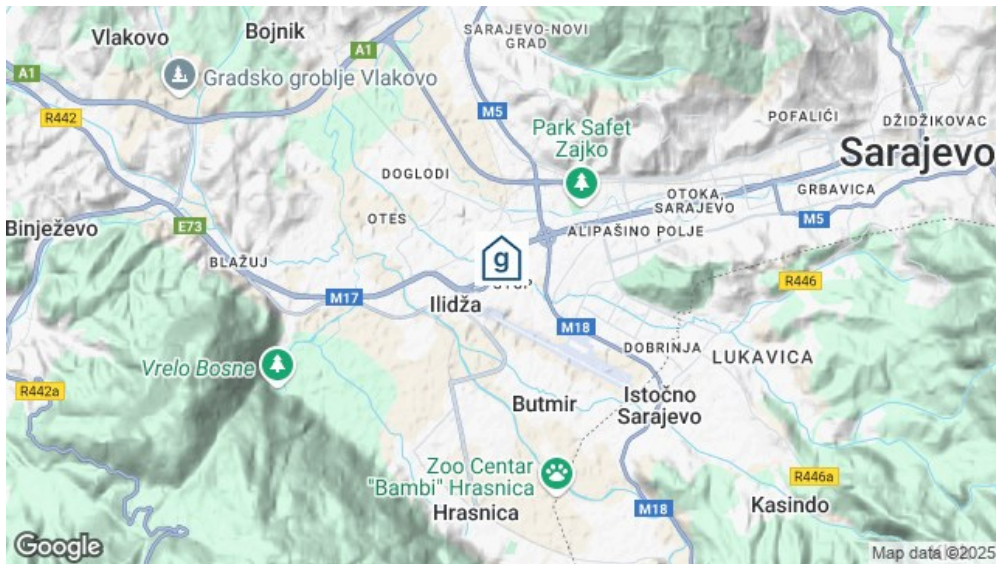 Vlakovo
Bojnik
SARAJEVO-NOVI
GRAD
A1
A1
Gradsko groblje Vlakovo
R442
M5
Park Safet
Zajko
POFALIĆI
DŽIDŽIKOVAC
Sarajevo
DOGLODI
OTOKA,
SARAJEVO
GRBAVICA
M5
Binježevo
E73
OTES
ALIPAŠINO POLJE
BLAŽUJ
g
R446
M17
Ilidža
M18
DOBRINJA
LUKAVICA
Vrelo Bosne
R442a
Butmir
Istočno
Sarajevo
Zoo Centar
"Bambi" Hrasnica
R446a
Hrasnica
M18
Kasindo
Google
Map data ©2025